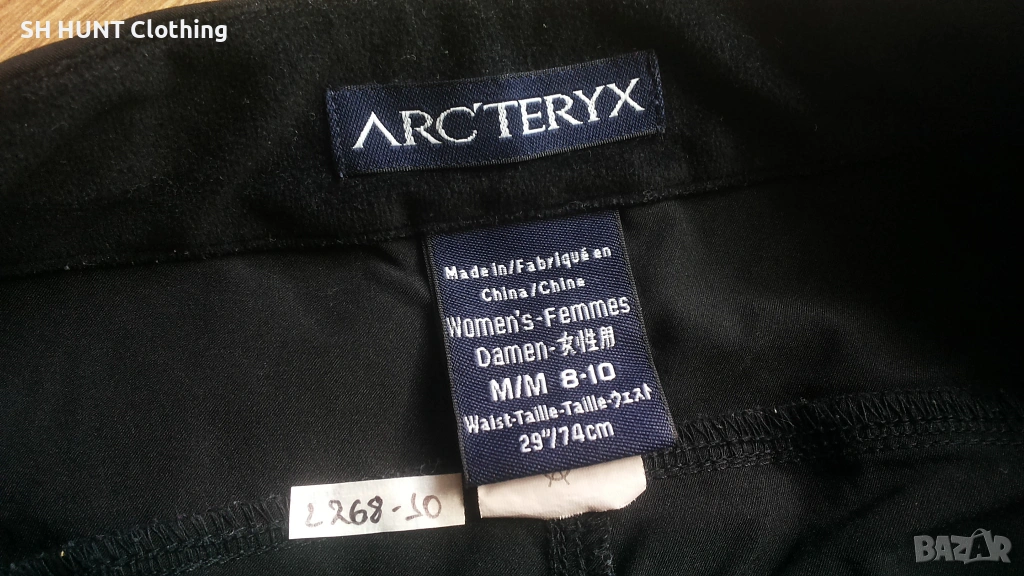 SH HUNT Clothing
ARC'TERYX
Made in/Fabriqué en
China/Chine
Women's-Femmes
Damen-女性用
M/M 8-10
Waist-Taille-Taille-ウェスト
29"/74cm
2268-10
BAZAR